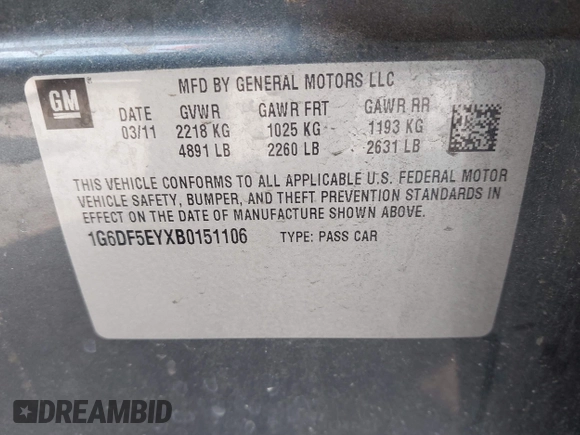 GM
MFD BY GENERAL MOTORS LLC
DATE GVWR GAWR FRT GAWR RR
03/11 2218 KG 1025 KG 1193 KG
4891 LB 2260 LB 2631 LB
THIS VEHICLE CONFORMS TO ALL APPLICABLE U.S. FEDERAL MOTOR
VEHICLE SAFETY, BUMPER, AND THEFT PREVENTION STANDARDS IN
EFFECT ON THE DATE OF MANUFACTURE SHOWN ABOVE.
1G6DF5EYXB0151106 TYPE: PASS CAR
DREAMBID